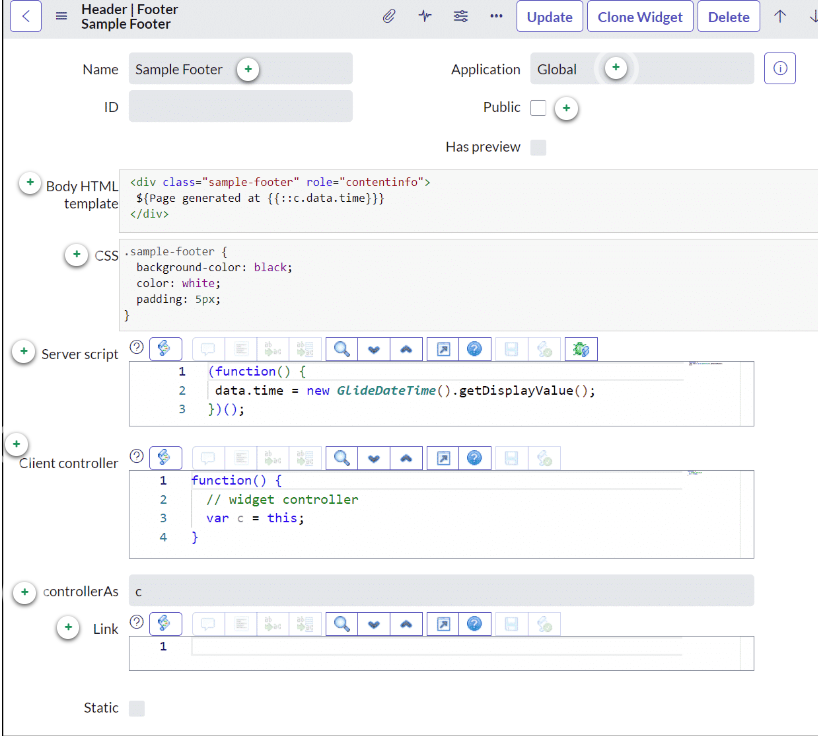 Header | Footer
Sample Footer
Update
Clone Widget
Delete
Name
Sample Footer
Application
Global
ID
Public
Has preview
Body HTML
template
<div class="sample-footer" role="contentinfo">
${Page generated at {{::c.data.time}}}
</div>
CSS
.sample-footer {
background-color: black;
color: white;
padding: 5px;
}
Server script
1 (function() {
2 data.time = new GlideDateTime().getDisplayValue();
3 })();
Client controller
1 function() {
2 // widget controller
3 var c = this;
4 }
controllerAs
c
Link
1
Static